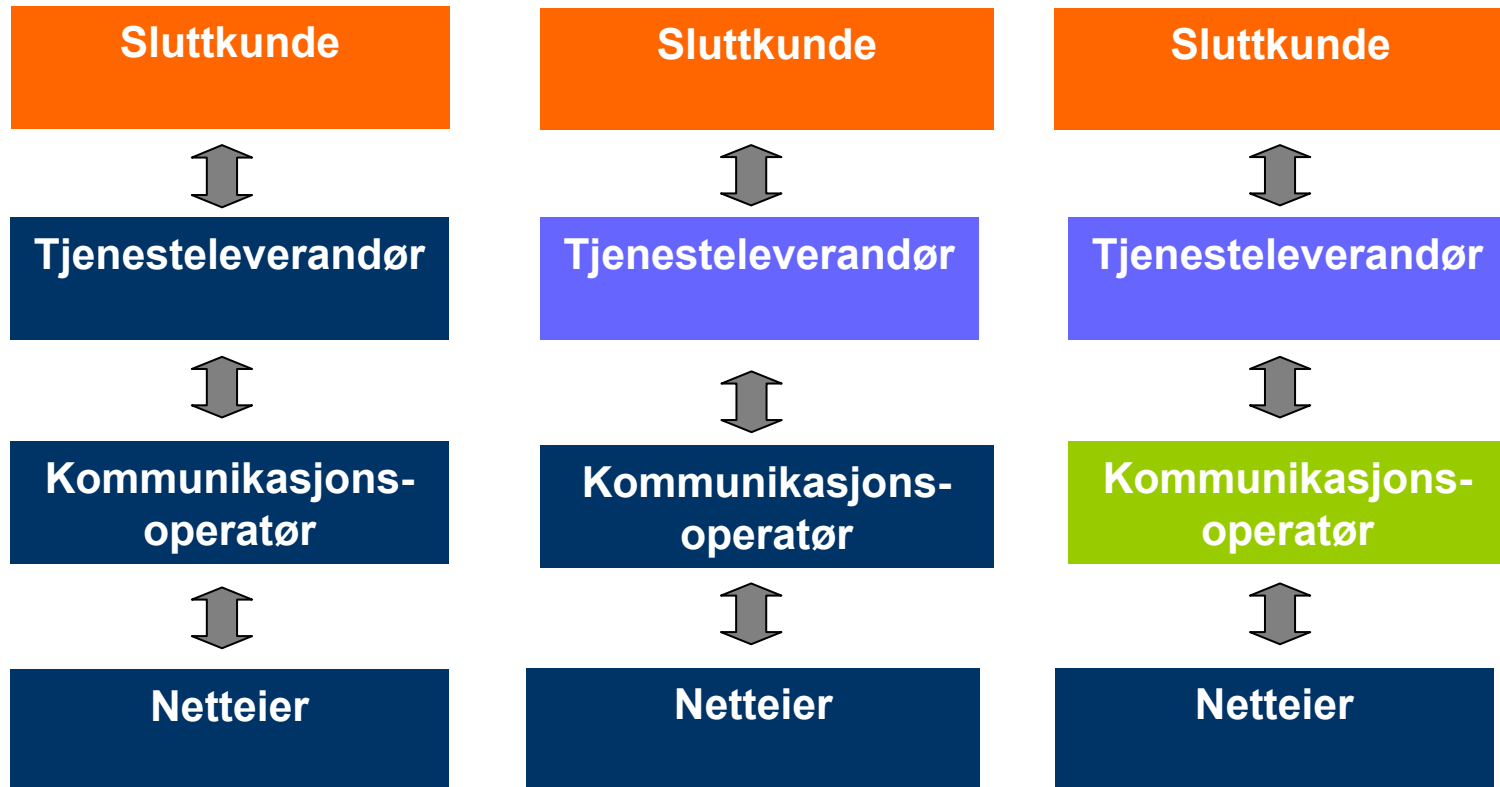 Sluttkunde
Tjenesteleverandør
Kommunikasjons-
operatør
Netteier
Sluttkunde
Tjenesteleverandør
Kommunikasjons-
operatør
Netteier
Sluttkunde
Tjenesteleverandør
Kommunikasjons-
operatør
Netteier